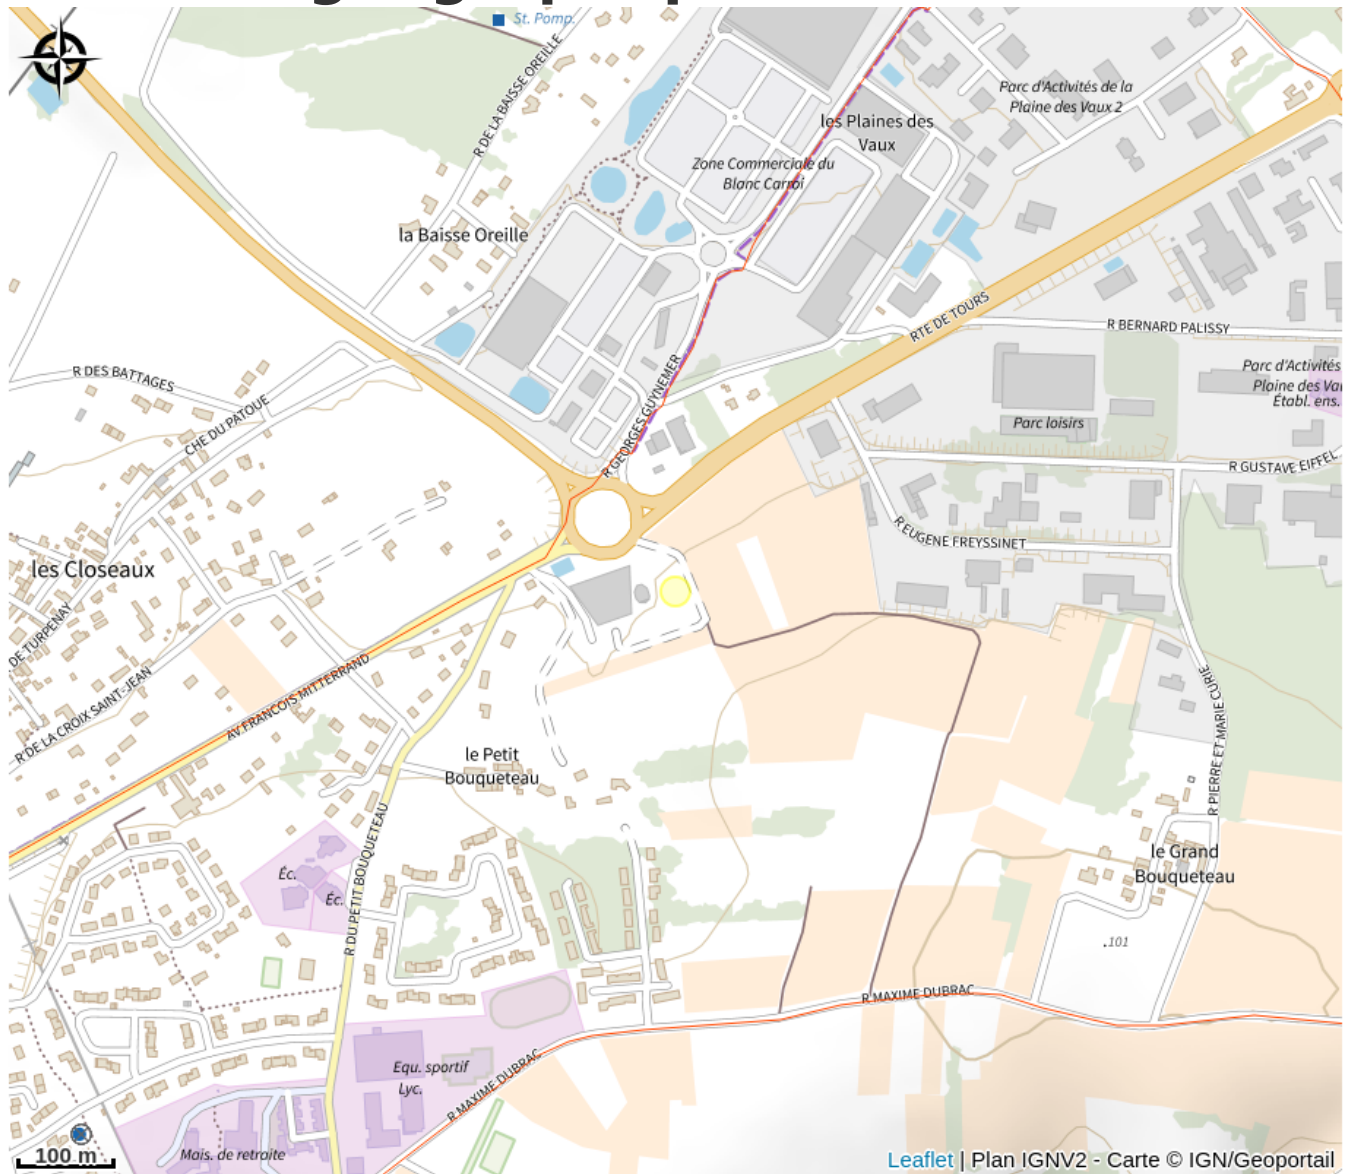 St. Pomp.
R DE LA BAISSE OREILLE
Parc d'Activités de la
Plaine des Vaux 2
les Plaines des
Vaux
Zone Commerciale du
Blanc Carroi
la Baisse Oreille
RTE DE TOURS
R BERNARD PALISSY
R DES BATTAGES
Parc d'Activités
Plaine des Va
Établ. ens.
CHE DU PATOUE
R GEORGES GUYNEMER
Parc loisirs
R GUSTAVE EIFFEL
R EUGENE FREYSSINET
les Closeaux
DE TURPENAY
R DE LA CROIX SAINT-JEAN
AV FRANCOIS MITTERRAND
R PIERRE ET MARIE CURIE
le Petit
Bouqueteau
R DU PETIT BOUQUETEAU
le Grand
Bouqueteau
Éc.
Éc.
101
R MAXIME DUBRAC
Equ. sportif
Lyc.
R MAXIME DUBRAC
Mais. de retraite
100 m
Leaflet | Plan IGNV2 - Carte © IGN/Geoportail